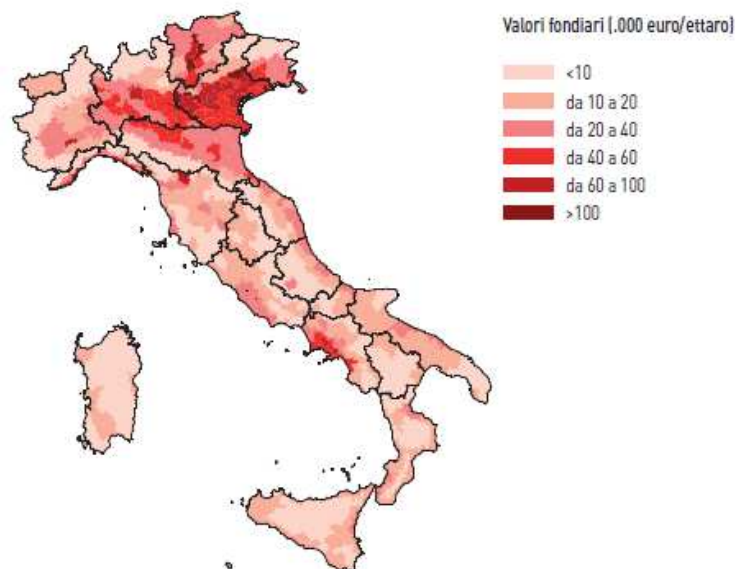 Valori fondiari (.000 euro/ettaro)
<10
da 10 a 20
da 20 a 40
da 40 a 60
da 60 a 100
>100